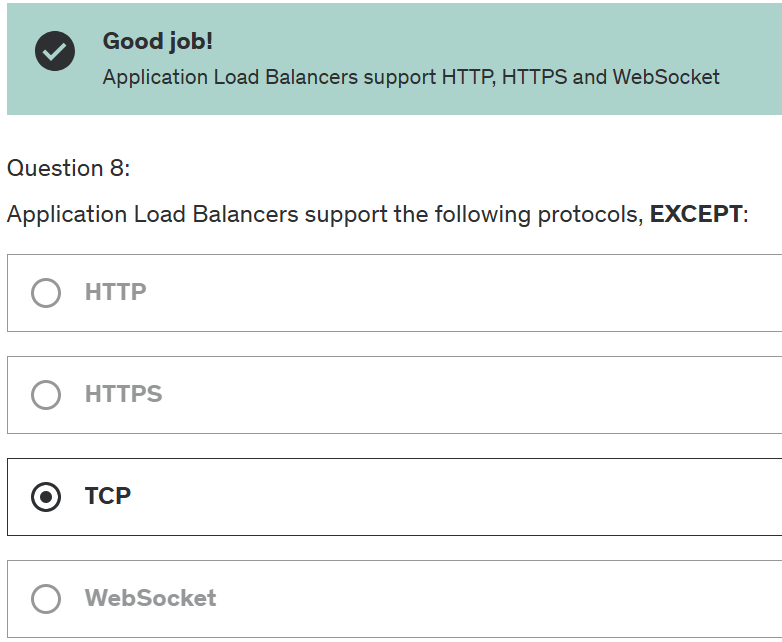 Good job!
Application Load Balancers support HTTP, HTTPS and WebSocket
Question 8:
Application Load Balancers support the following protocols, EXCEPT:
HTTP
HTTPS
TCP
WebSocket